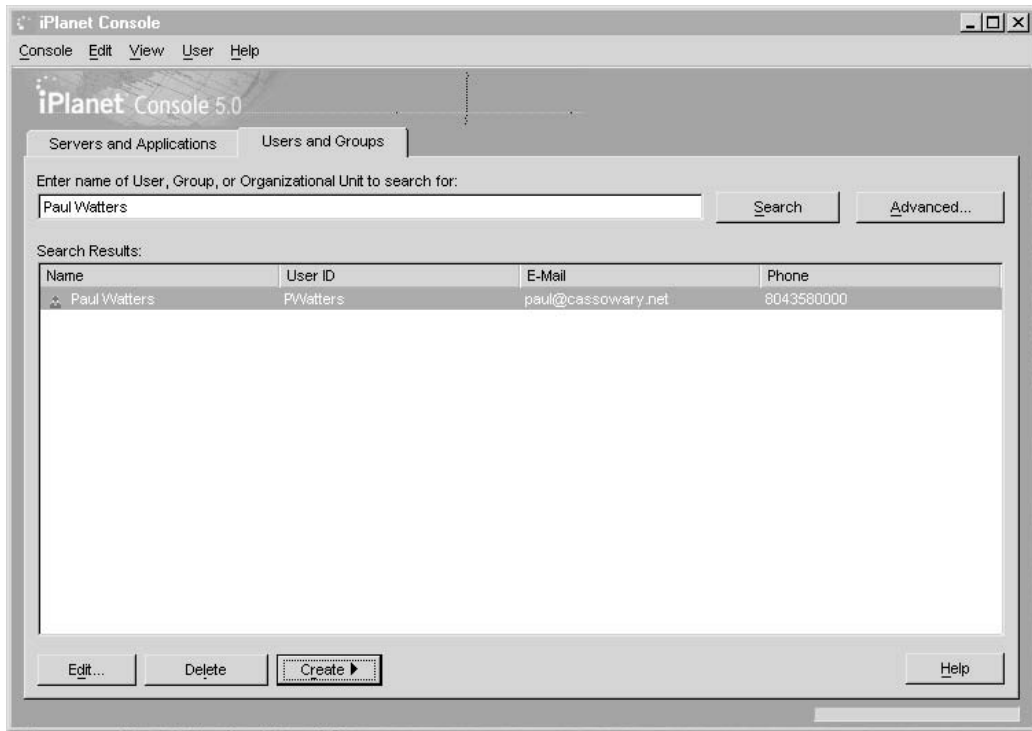 iPlanet Console
Console Edit View User Help
iPlanet Console 5.0
Servers and Applications Users and Groups
Enter name of User, Group, or Organizational Unit to search for:
Paul Watters Search Advanced...
Search Results:
Name User ID E-Mail Phone
Paul Watters PWatters paul@cassowary.net 8043580000
Edit... Delete Create Help